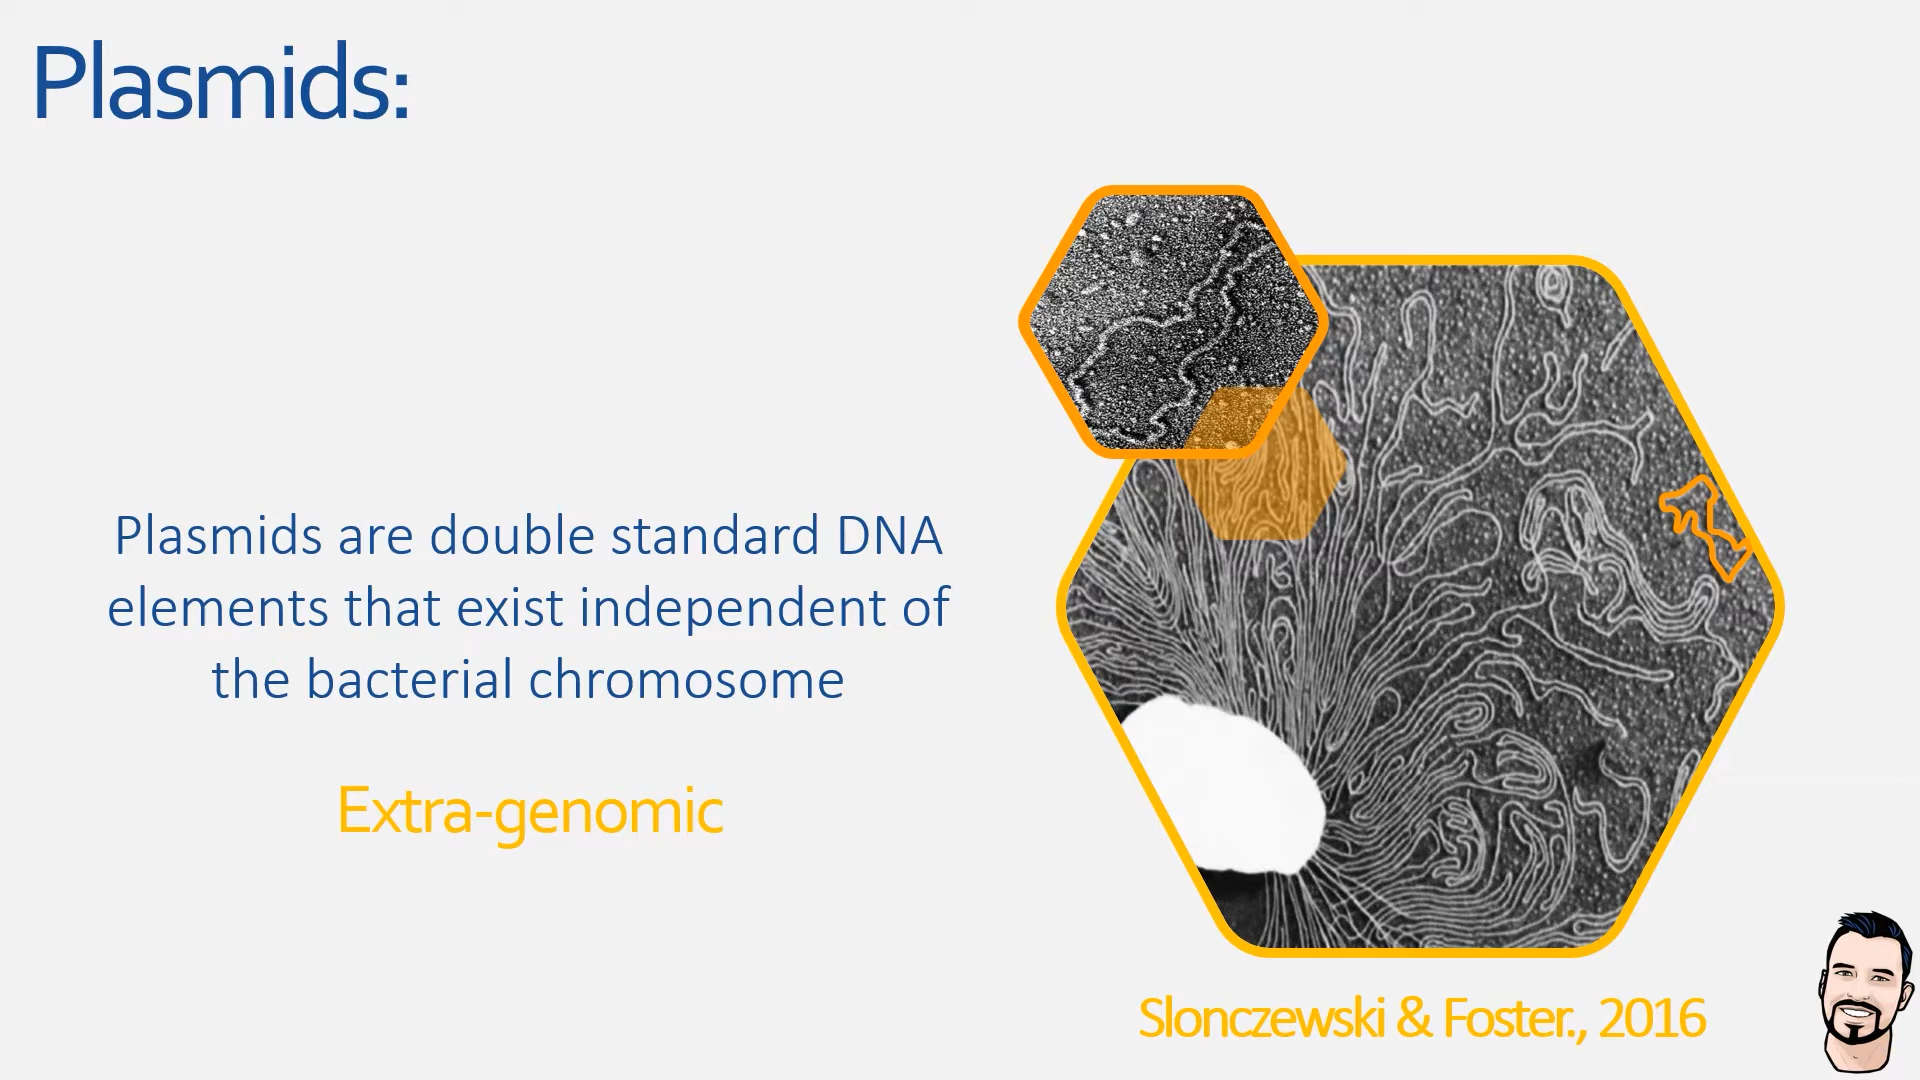 Plasmids:
Plasmids are double standard DNA
elements that exist independent of
the bacterial chromosome
Extra-genomic
Slonczewski & Foster., 2016